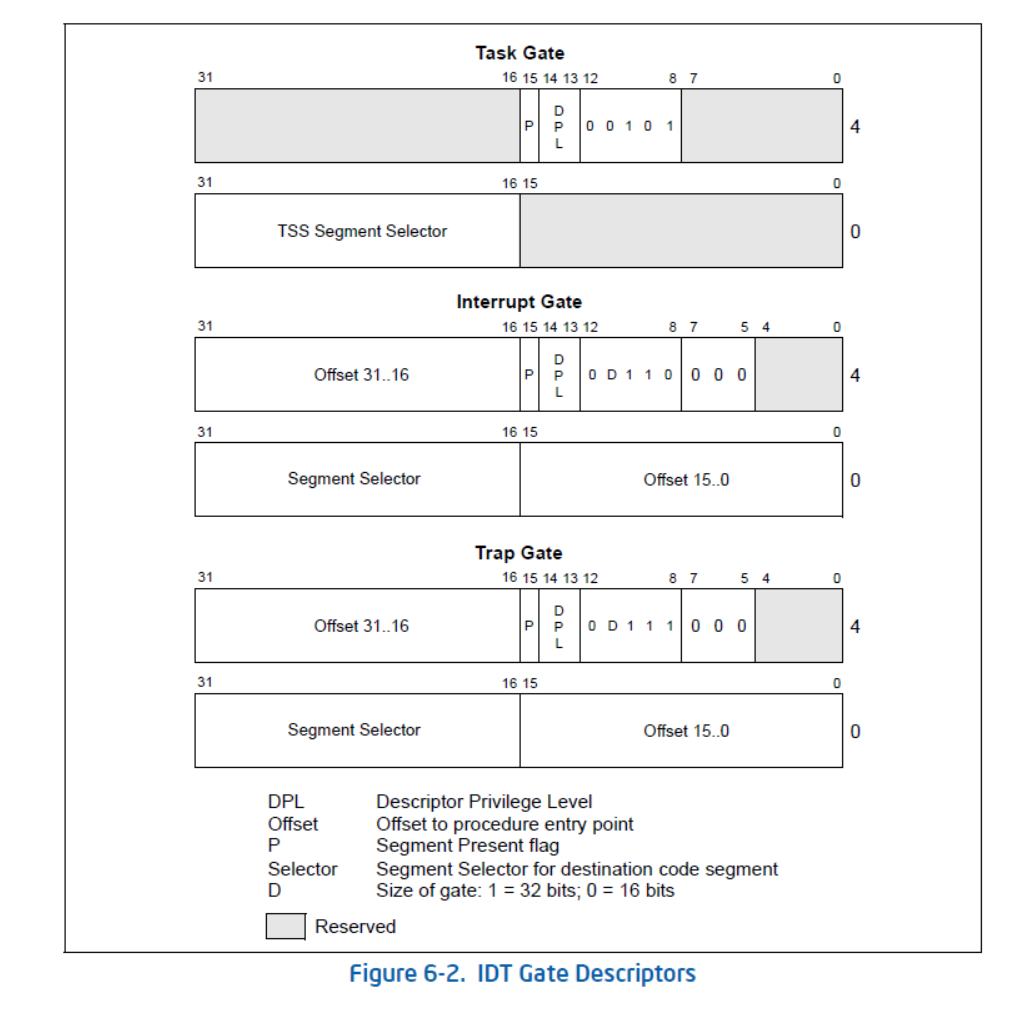 Task Gate
31 16 15 14 13 12 8 7 0
P D P L 0 0 1 0 1 4
31 16 15 0
TSS Segment Selector 0
Interrupt Gate
31 16 15 14 13 12 8 7 5 4 0
Offset 31..16 P D P L 0 D 1 1 0 0 0 0 4
31 16 15 0
Segment Selector Offset 15..0 0
Trap Gate
31 16 15 14 13 12 8 7 5 4 0
Offset 31..16 P D P L 0 D 1 1 1 0 0 0 4
31 16 15 0
Segment Selector Offset 15..0 0
DPL Descriptor Privilege Level
Offset Offset to procedure entry point
P Segment Present flag
Selector Segment Selector for destination code segment
D Size of gate: 1 = 32 bits; 0 = 16 bits
Reserved
Figure 6-2. IDT Gate Descriptors